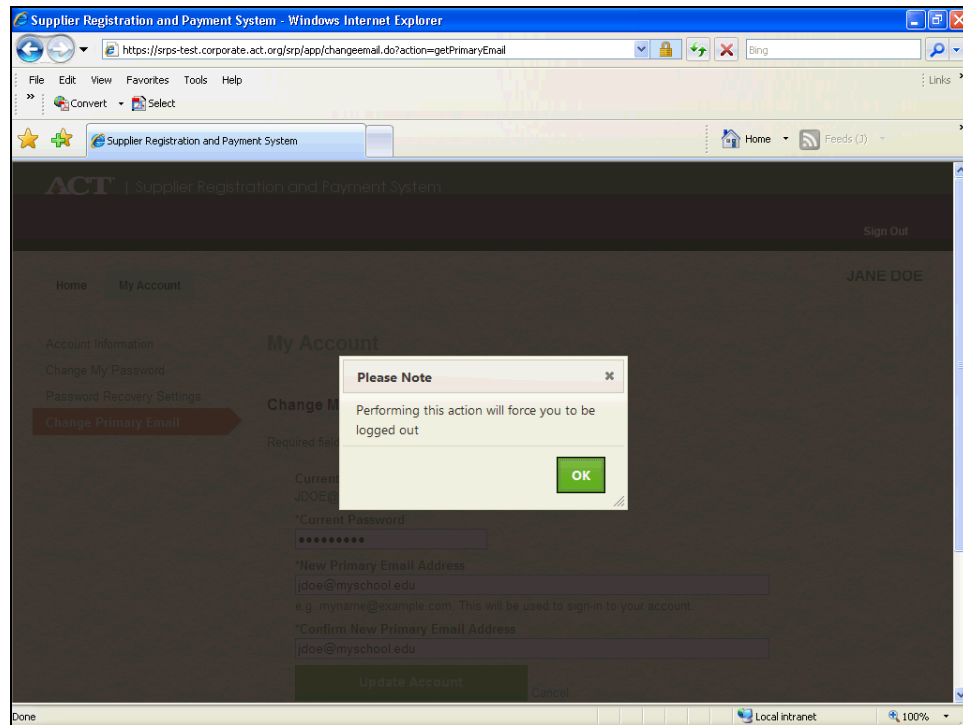 Supplier Registration and Payment System - Windows Internet Explorer
https://srps-test.corporate.act.org/srp/app/changeemail.do?action=getPrimaryEmail
Bing
File Edit View Favorites Tools Help
Links »
» Convert Select
Supplier Registration and Payment System
Home Feeds (J) »
ACT | Supplier Registration and Payment System
Sign Out
Home My Account
JANE DOE
Account Information
Change My Password
Password Recovery Settings
Change Primary Email
My Account
Change M
Required field
Please Note
Performing this action will force you to be
logged out
OK
Current
JDOE@
*Current Password
•••••••••
*New Primary Email Address
jdoe@myschool.edu
e.g. myname@example.com. This will be used to sign-in to your account.
*Confirm New Primary Email Address
jdoe@myschool.edu
Update Account Cancel
Done Local intranet 100%